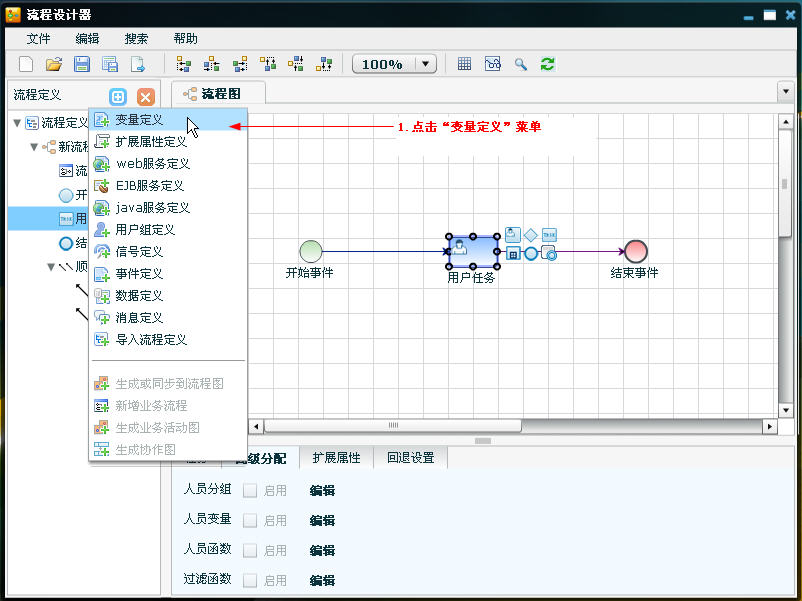 流程设计器
文件 编辑 搜索 帮助
100%
流程定义
流程图
流程定义
新流程
流
开
用
结
顺
变量定义
扩展属性定义
web服务定义
EJB服务定义
java服务定义
用户组定义
信号定义
事件定义
数据定义
消息定义
导入流程定义
生成或同步到流程图
新增业务流程
生成业务活动图
生成协作图
1.点击“变量定义”菜单
开始事件
用户任务
结束事件
高级分配 扩展属性 回退设置
人员分组 启用 编辑
人员变量 启用 编辑
人员函数 启用 编辑
过滤函数 启用 编辑